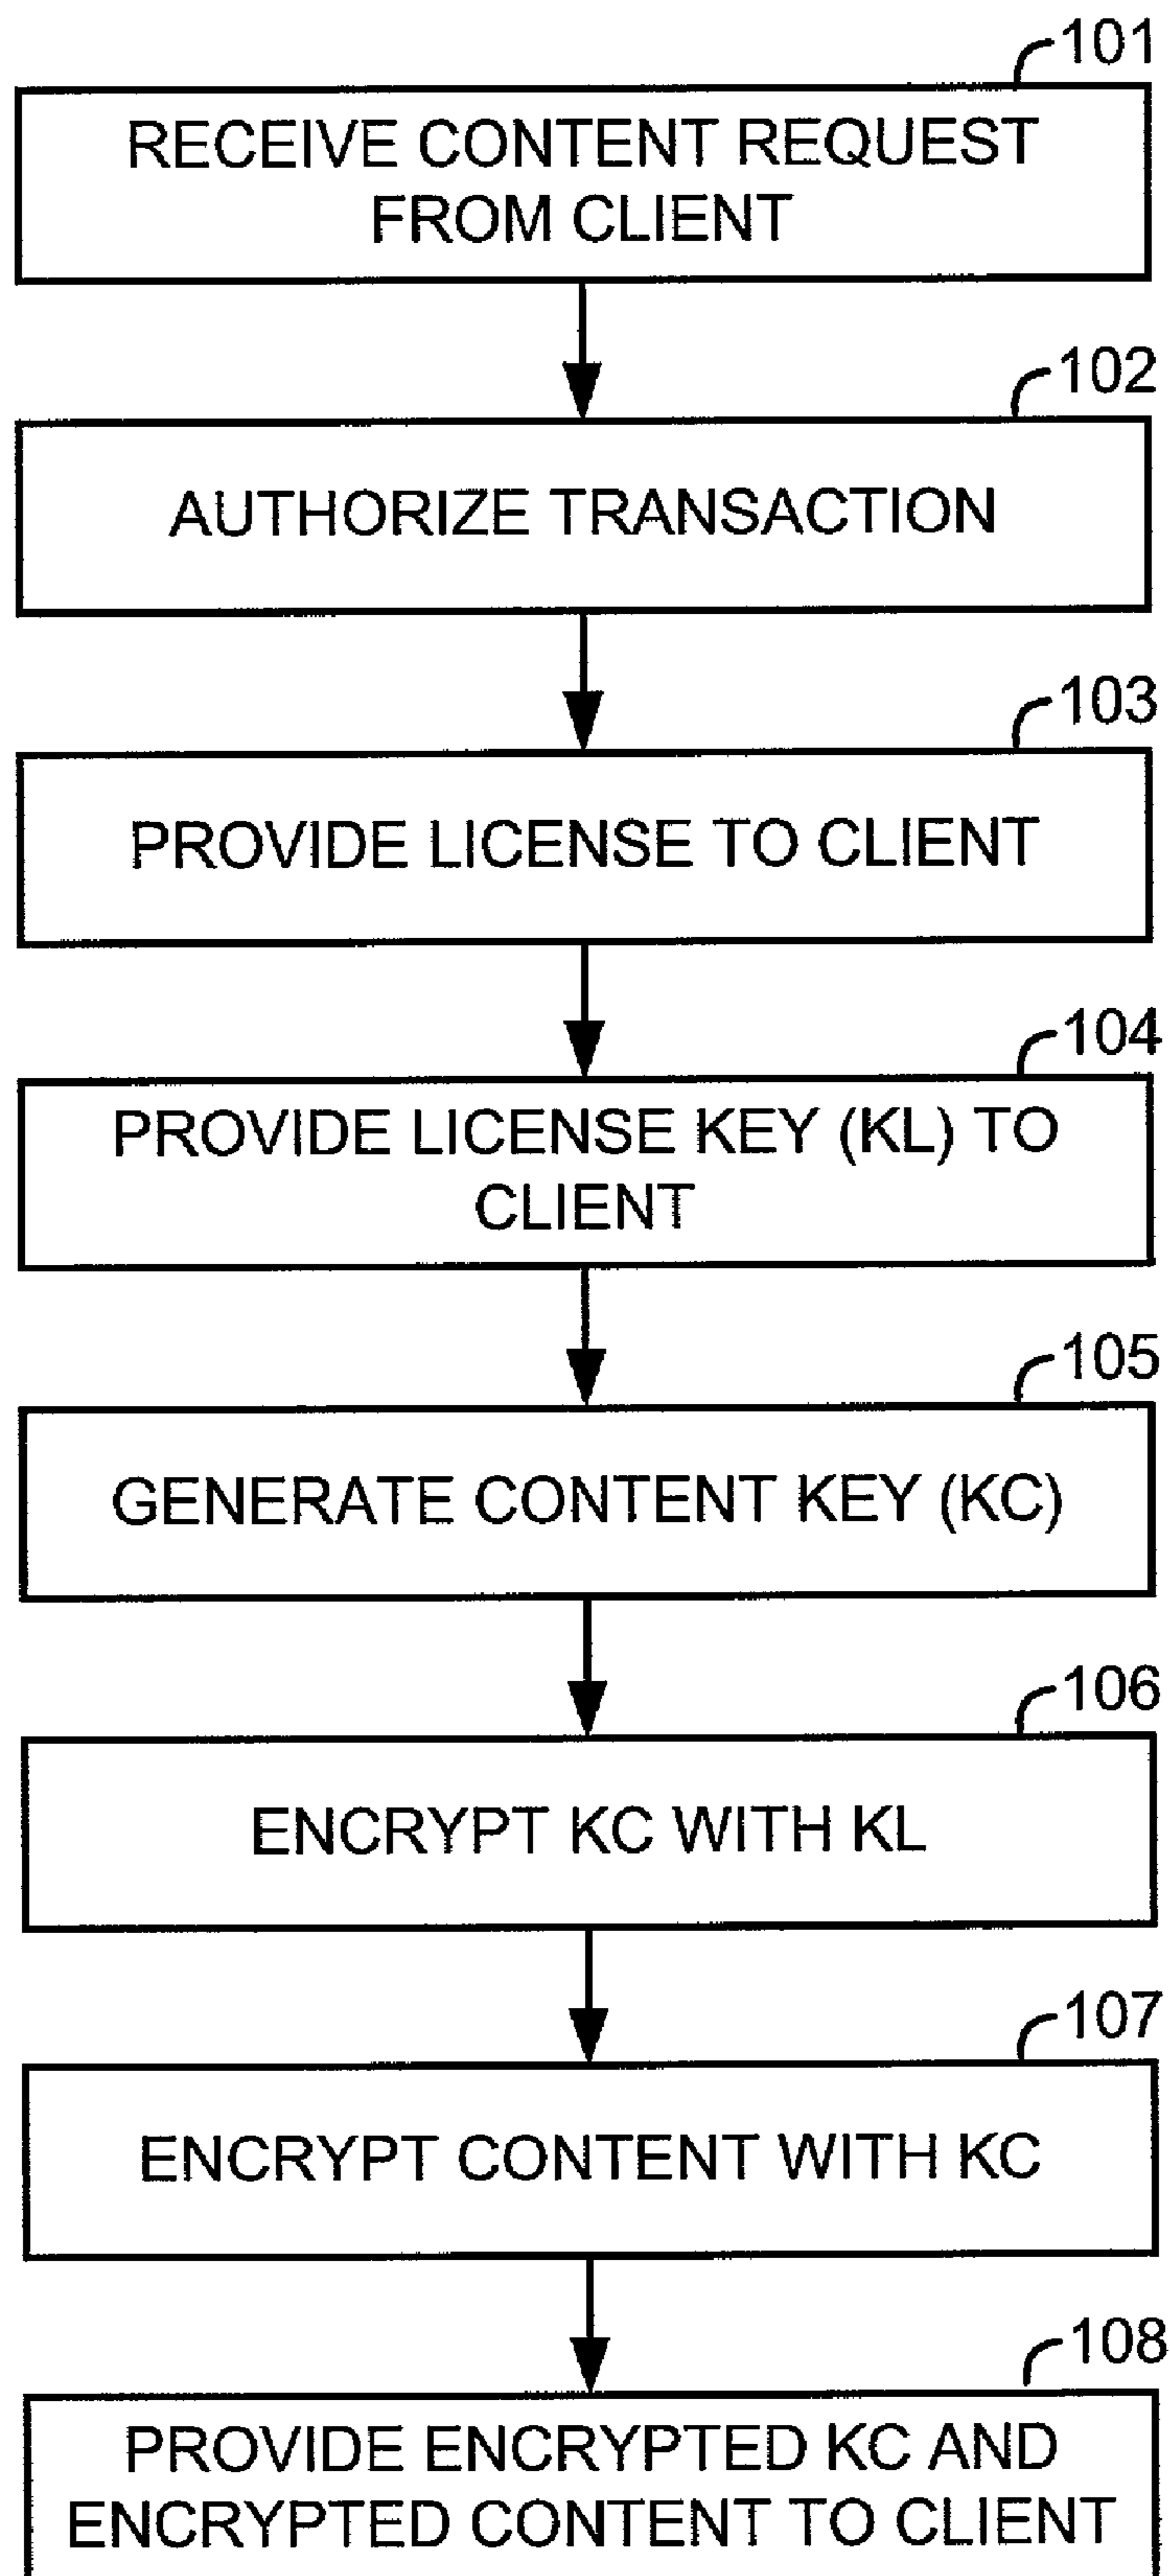 101
RECEIVE CONTENT REQUEST
FROM CLIENT
102
AUTHORIZE TRANSACTION
103
PROVIDE LICENSE TO CLIENT
104
PROVIDE LICENSE KEY (KL) TO
CLIENT
105
GENERATE CONTENT KEY (KC)
106
ENCRYPT KC WITH KL
107
ENCRYPT CONTENT WITH KC
108
PROVIDE ENCRYPTED KC AND
ENCRYPTED CONTENT TO CLIENT